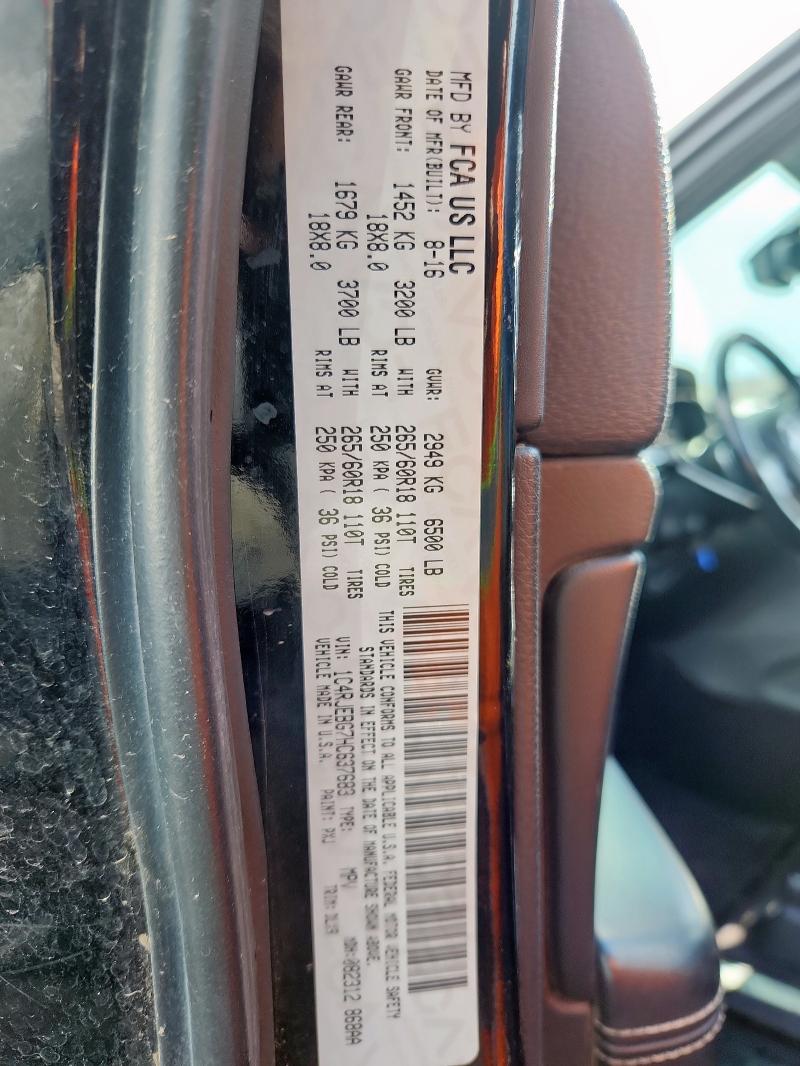 MFD BY FCA US LLC
DATE OF MFR(BUILT): 8-16 GVWR: 2949 KG 6500 LB
GAWR FRONT: 1452 KG 3200 LB WITH 265/60R18 110T TIRES
18X8.0 RIMS AT 250 KPA ( 36 PSI) COLD
GAWR REAR: 1679 KG 3700 LB WITH 265/60R18 110T TIRES
18X8.0 RIMS AT 250 KPA ( 36 PSI) COLD
THIS VEHICLE CONFORMS TO ALL APPLICABLE U.S.A. FEDERAL MOTOR VEHICLE SAFETY
STANDARDS IN EFFECT ON THE DATE OF MANUFACTURE SHOWN ABOVE.
VIN: 1C4RJEBG7HC637683 TYPE: MPV MDH:082312 868AA
VEHICLE MADE IN U.S.A. PAINT: PXJ TRIM: